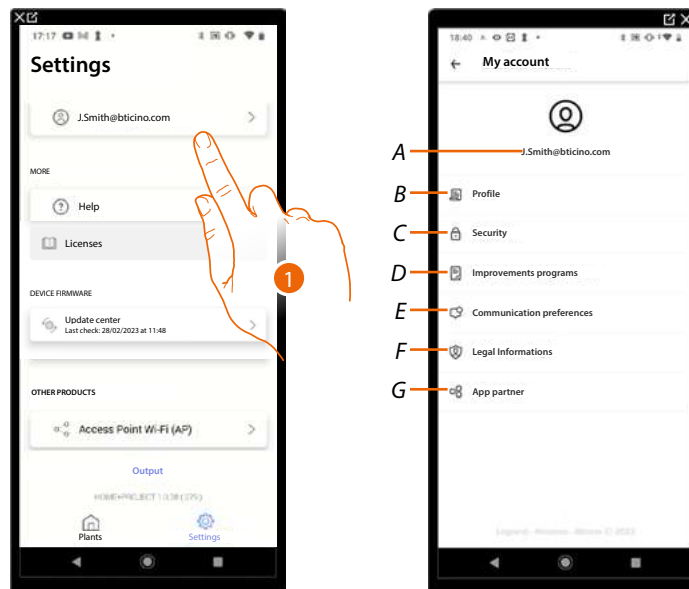 17:17
Settings
J.Smith@bticino.com
MORE
Help
Licenses
1
DEVICE FIRMWARE
Update center
Last check: 28/02/2023 at 11:48
OTHER PRODUCTS
Access Point Wi-Fi (AP)
Output
Plants
Settings
18:40
My account
A
J.Smith@bticino.com
B
Profile
C
Security
D
Improvements programs
E
Communication preferences
F
Legal Informations
G
App partner